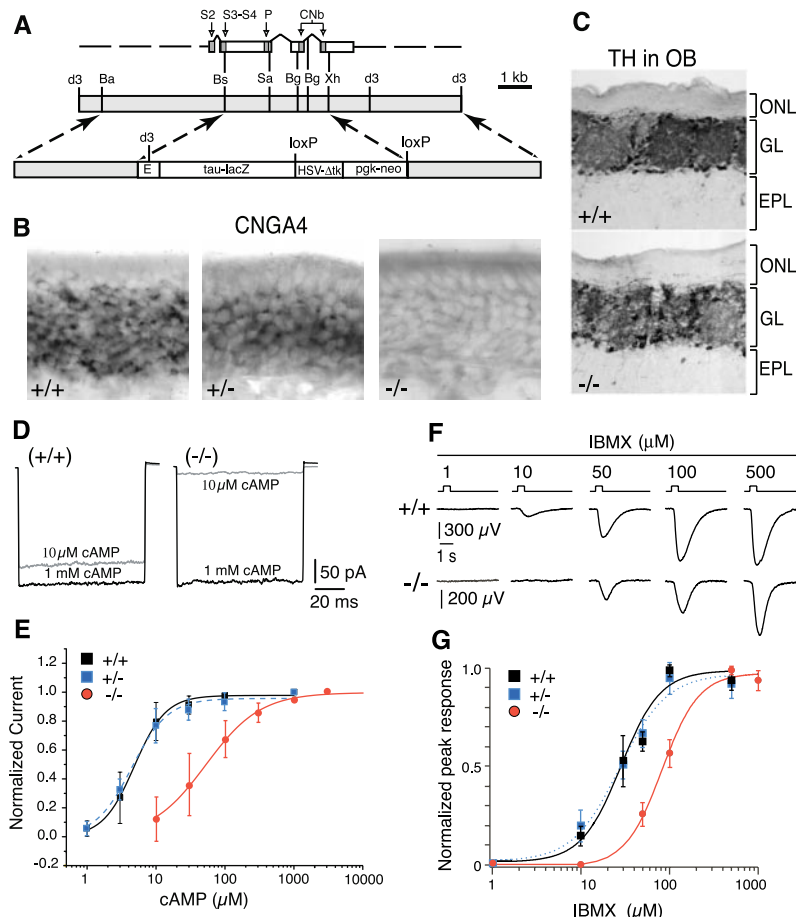 A
S2 S3-S4 P CNb
d3 Ba Bs Sa Bg Bg Xh d3 d3
1 kb
d3 loxP loxP
E tau-lacZ HSV-Δtk pgk-neo
B
CNGA4
+/+ +/- -/-
C
TH in OB
ONL
GL
EPL
+/+
ONL
GL
EPL
-/-
D
(+/+) (-/-)
10 µM cAMP
1 mM cAMP
10 µM cAMP
1 mM cAMP
50 pA
20 ms
E
+/+
+/-
-/-
Normalized Current
1.2
1.0
0.8
0.6
0.4
0.2
0.0
-0.2
1 10 100 1000 10000
cAMP (µM)
F
IBMX (µM)
1 10 50 100 500
+/+
300 µV
1 s
-/-
200 µV
G
+/+
+/-
-/-
Normalized peak response
1.0
0.5
0
1 10 100 1000
IBMX (µM)